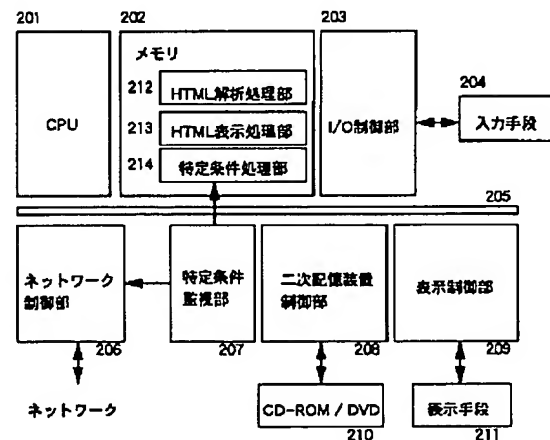 201
202
203
CPU
メモリ
212
HTML解析処理部
213
HTML表示処理部
214
特定条件処理部
I/O制御部
204
入力手段
205
ネットワーク
制御部
206
特定条件
監視部
207
二次記憶装置
制御部
208
表示制御部
209
ネットワーク
CD-ROM / DVD
210
表示手段
211